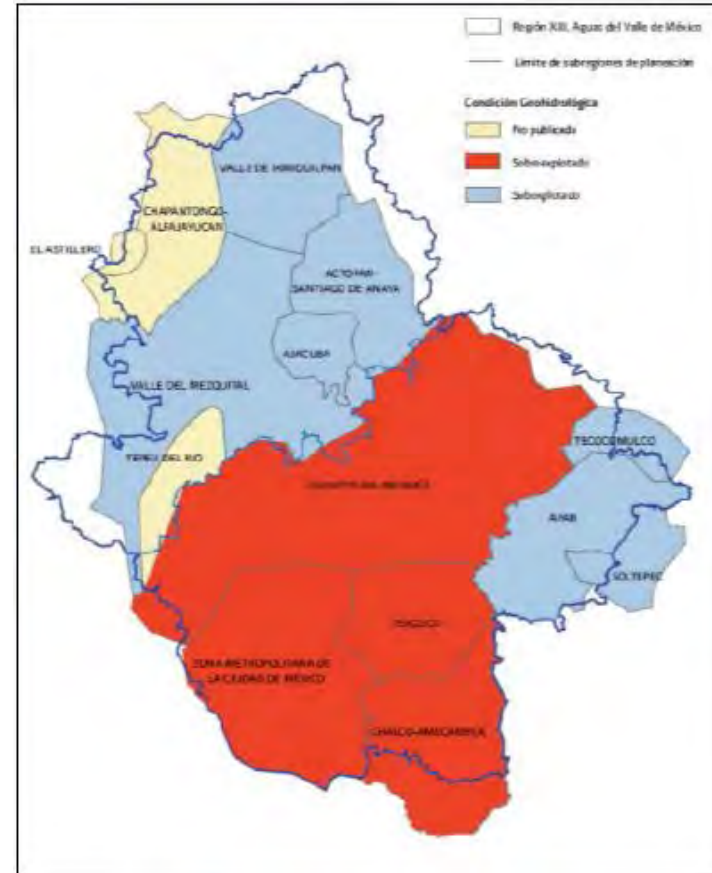 Región XIII, Aguas del Valle de México
Límite de subregiones de planeación
Condición Geohidrológica
No publicada
Sobrexplotado
Subexplotado
VALLE DE IXMIQUILPAN
CHAPANTONGO-
ALFAJAYUCAN
EL ASTILLERO
ACTOPAN-
SANTIAGO DE ANAYA
AJACUBA
VALLE DEL MEZQUITAL
TEPEJI DEL RIO
TECOCOMULCO
CUAUTITLAN-PACHUCA
APAN
SOLTEPEC
TEXCOCO
ZONA METROPOLITANA DE
LA CIUDAD DE MÉXICO
CHALCO-AMECAMECA